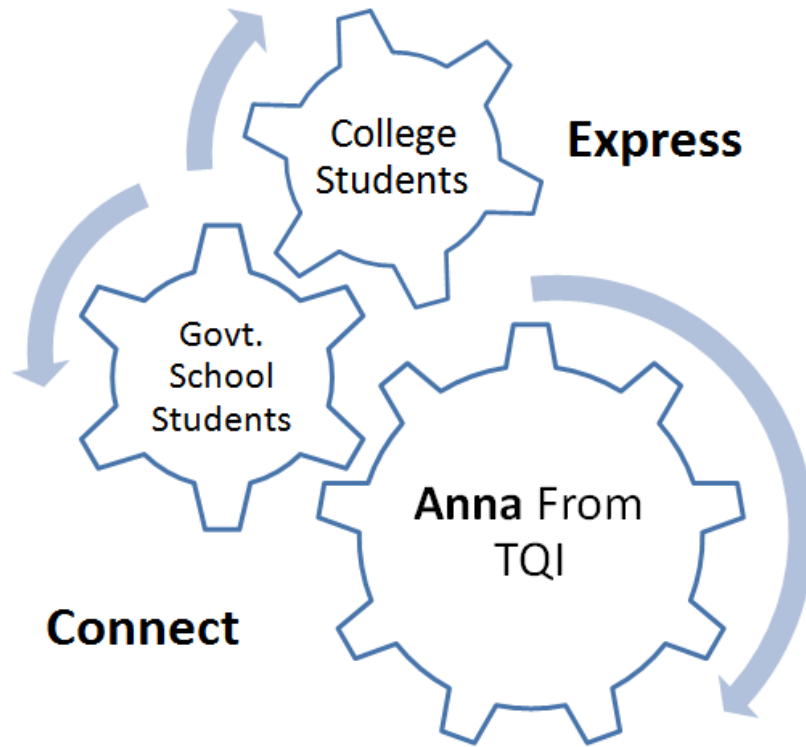 College
Students
Express
Govt.
School
Students
Anna From
TQI
Connect